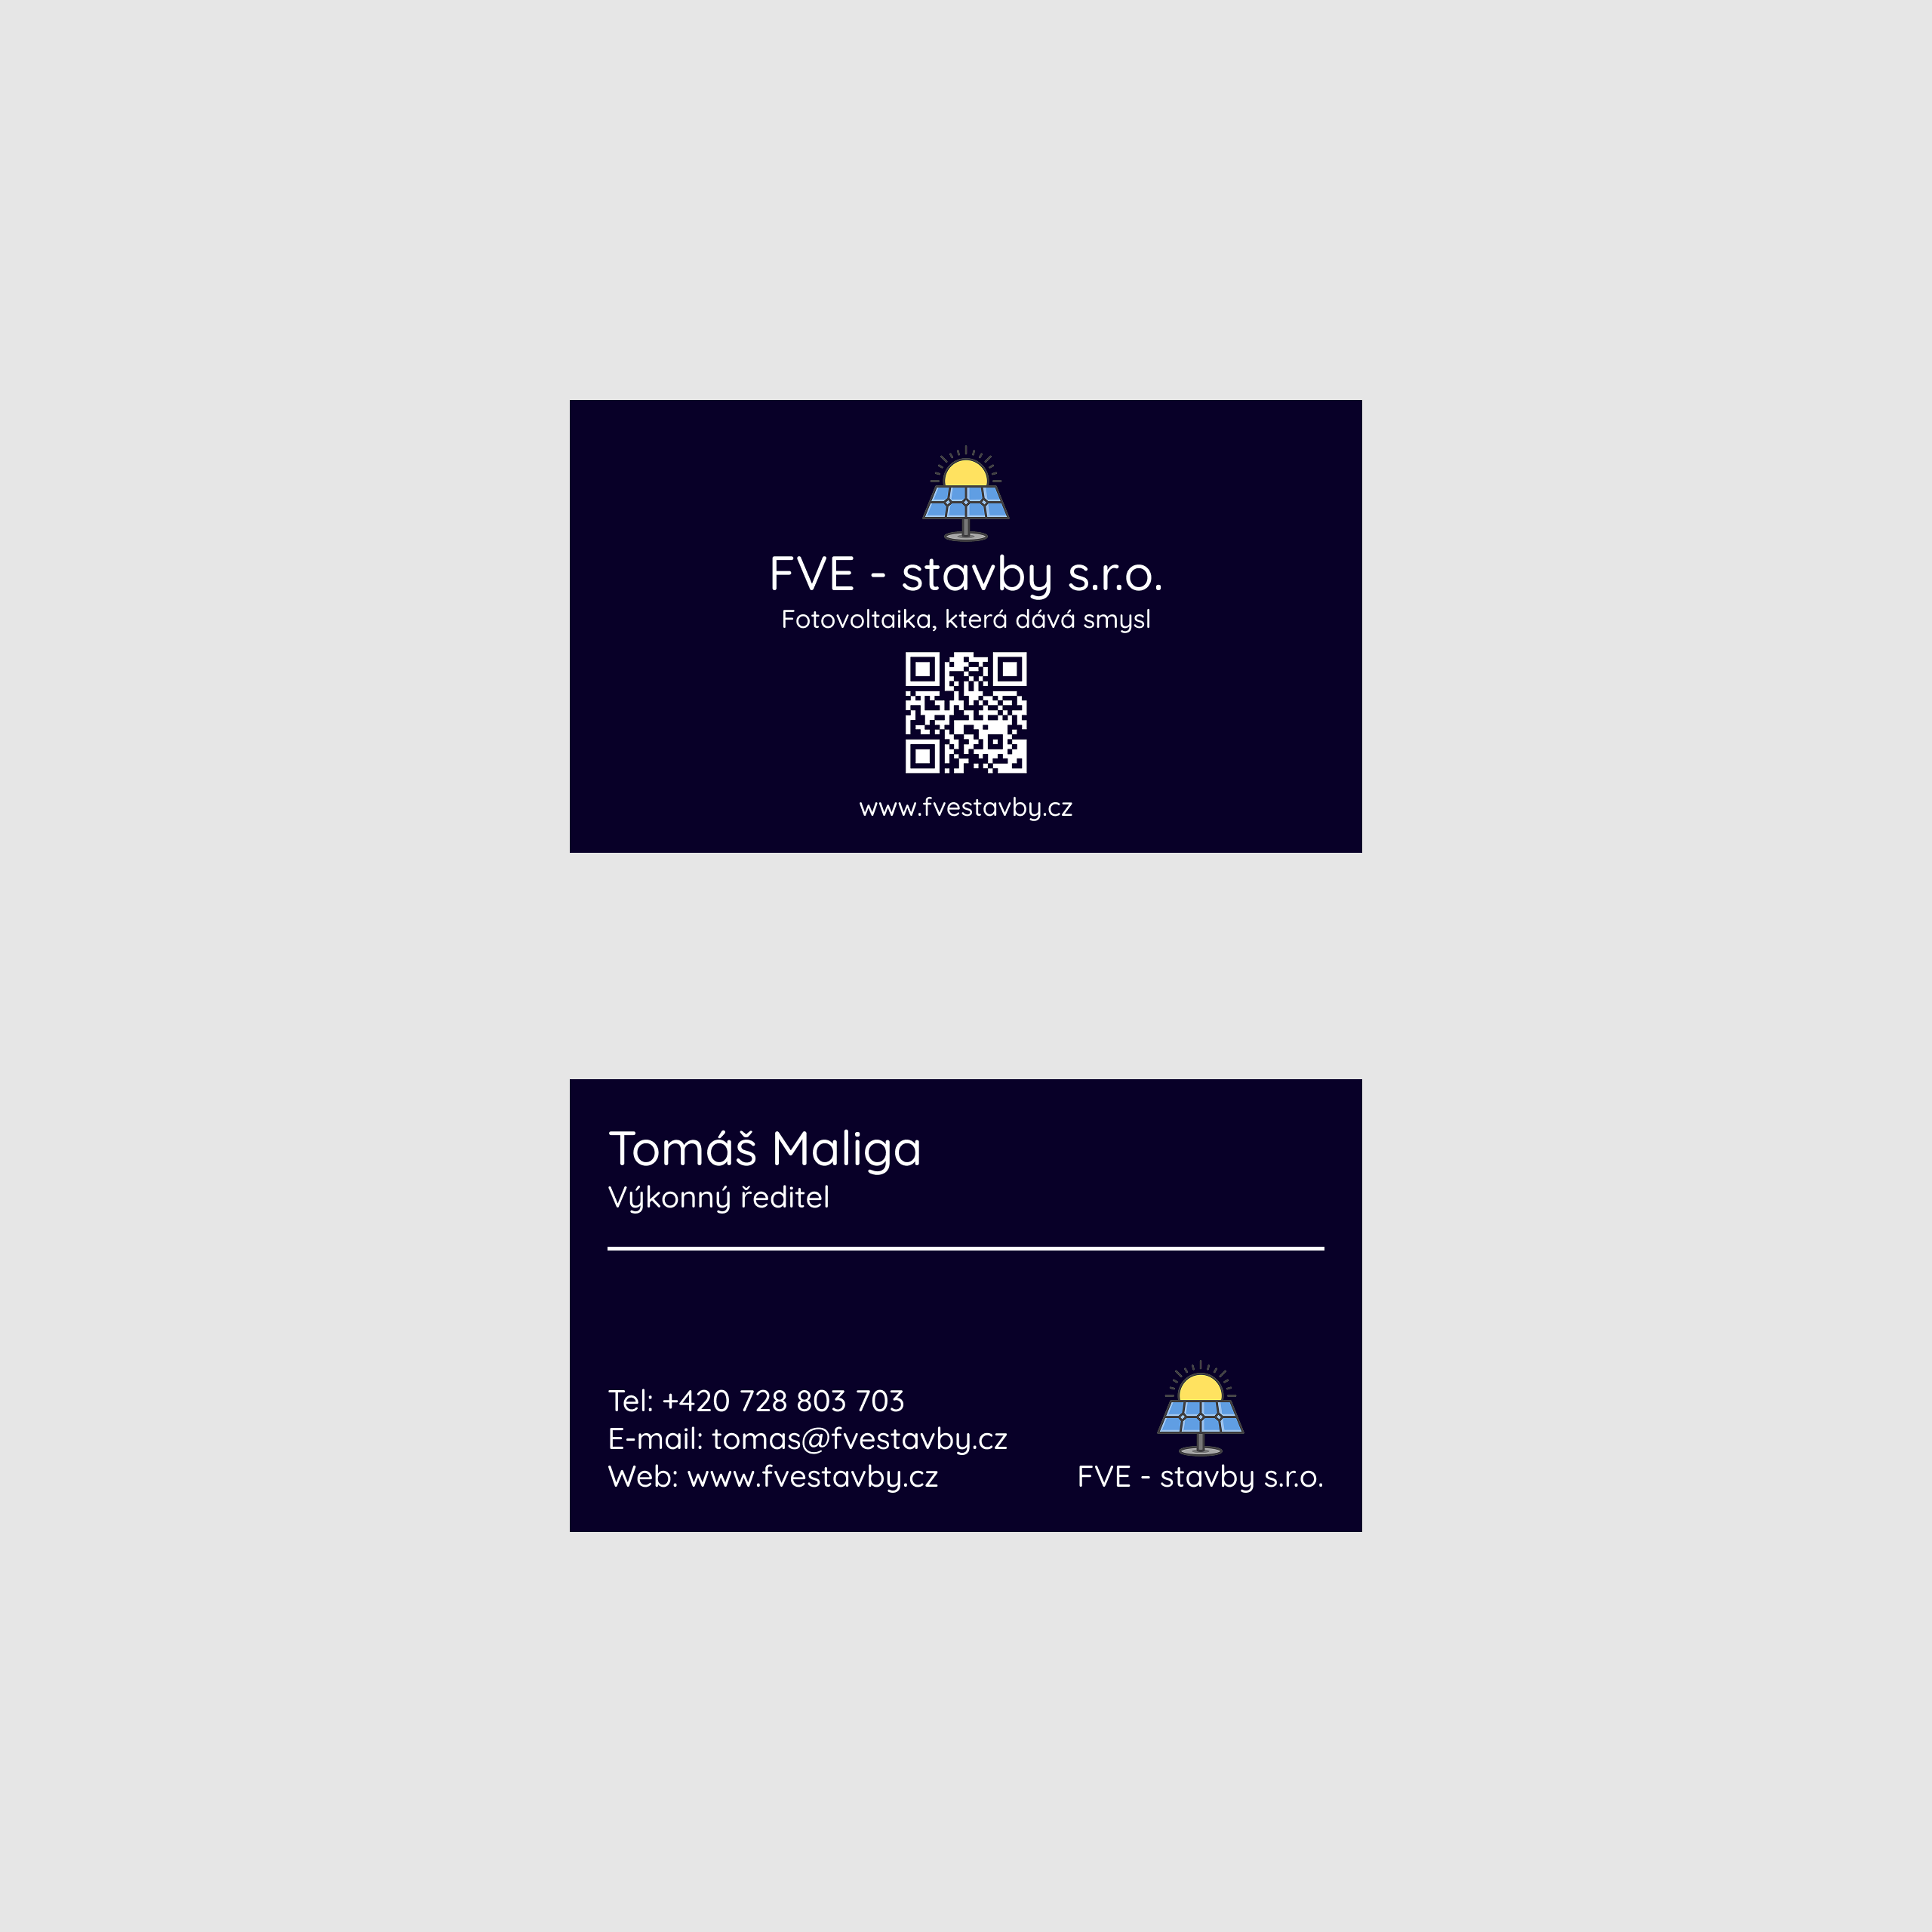 FVE - stavby s.r.o.
Fotovoltaika, která dává smysl
www.fvestavby.cz
Tomáš Maliga
Výkonný ředitel
Tel: +420 728 803 703
E-mail: tomas@fvestavby.cz
Web: www.fvestavby.cz
FVE - stavby s.r.o.